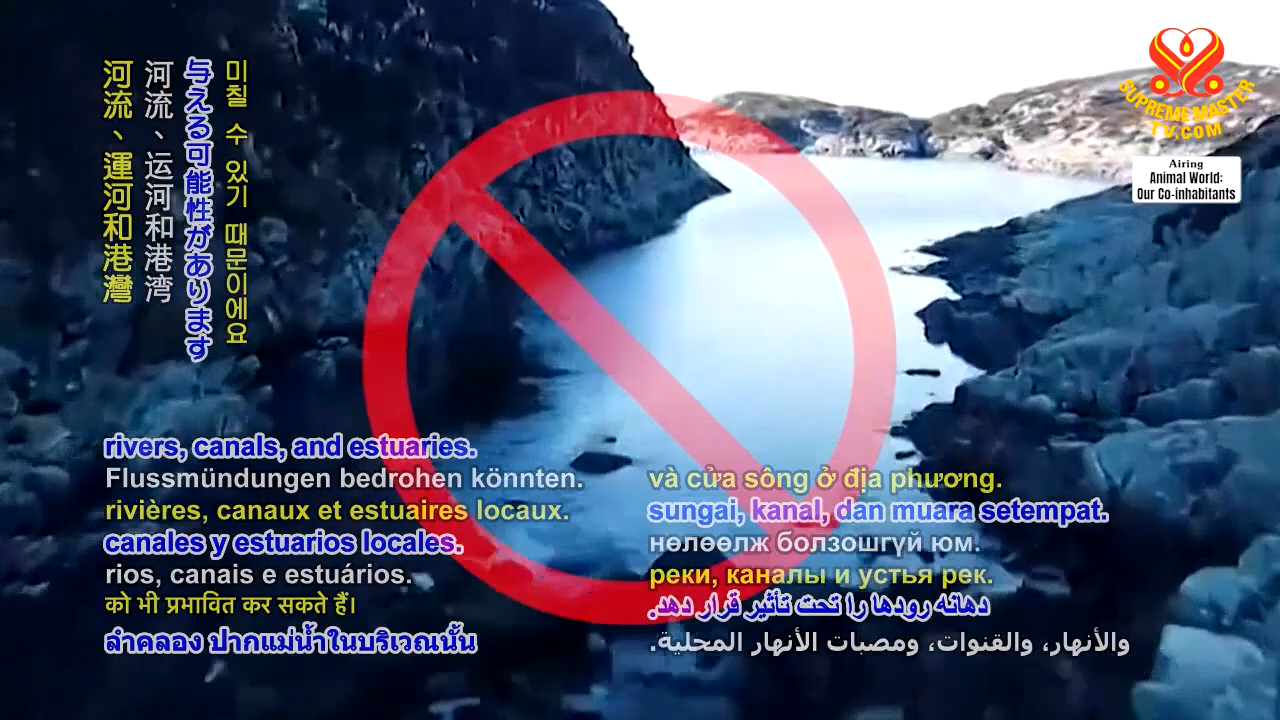 河流、運河和港灣
河流、运河和港湾
与える可能性があります
미칠 수 있기 때문이에요
SUPREME MASTER
TV.COM
Airing
Animal World:
Our Co-inhabitants
rivers, canals, and estuaries.
Flussmündungen bedrohen könnten.
rivières, canaux et estuaires locaux.
canales y estuarios locales.
rios, canais e estuários.
को भी प्रभावित कर सकते हैं।
ลำคลอง ปากแม่น้ำในบริเวณนั้น
và cửa sông ở địa phương.
sungai, kanal, dan muara setempat.
нөлөөлж болзошгүй юм.
реки, каналы и устья рек.
دهانه رودها را تحت تأثیر قرار دهد.
والأنهار، والقنوات، ومصبات الأنهار المحلية.